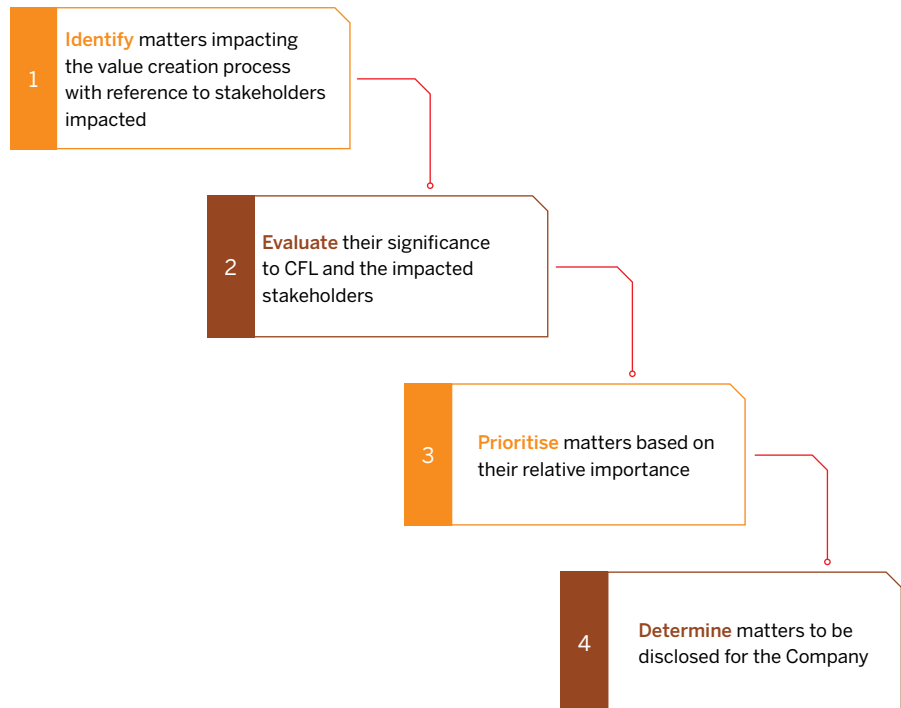 1
Identify matters impacting
the value creation process
with reference to stakeholders
impacted
2
Evaluate their significance
to CFL and the impacted
stakeholders
3
Prioritise matters based on
their relative importance
4
Determine matters to be
disclosed for the Company